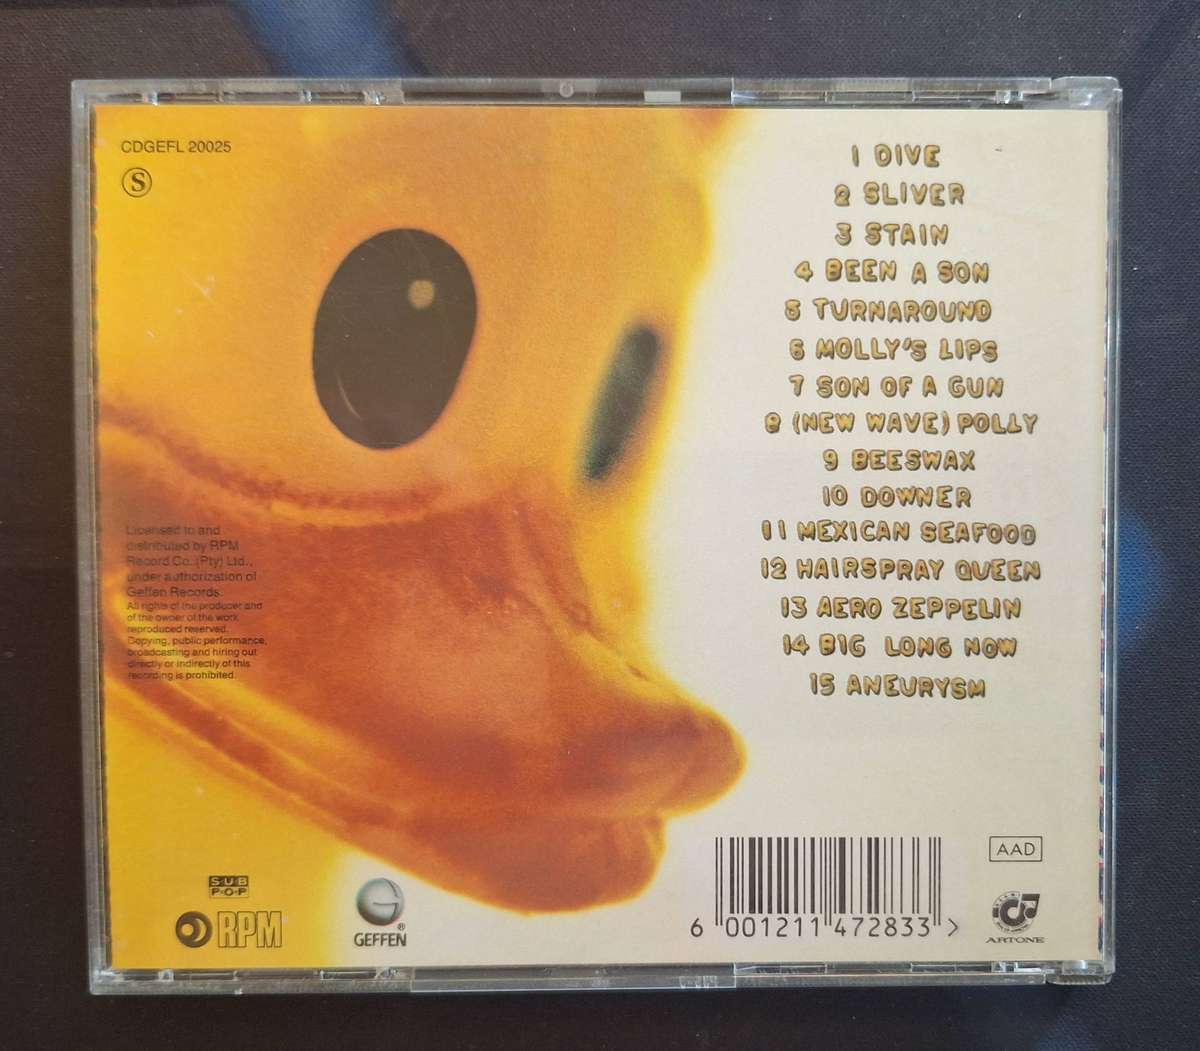 CDGEFL 20025
S
1 DIVE
2 SLIVER
3 STAIN
4 BEEN A SON
5 TURNAROUND
6 MOLLY'S LIPS
7 SON OF A GUN
8 (NEW WAVE) POLLY
9 BEESWAX
10 DOWNER
11 MEXICAN SEAFOOD
12 HAIRSPRAY QUEEN
13 AERO ZEPPELIN
14 BIG LONG NOW
15 ANEURYSM
Licensed to and
distributed by RPM
Record Co. (Pty) Ltd.,
under authorization of
Geffen Records.
All rights of the producer and
of the owner of the work
reproduced reserved.
Copying, public performance,
broadcasting and hiring out
directly or indirectly of this
recording is prohibited.
SUB
POP
RPM
G
®
GEFFEN
6 001211 472833 >
AAD
ARTONE